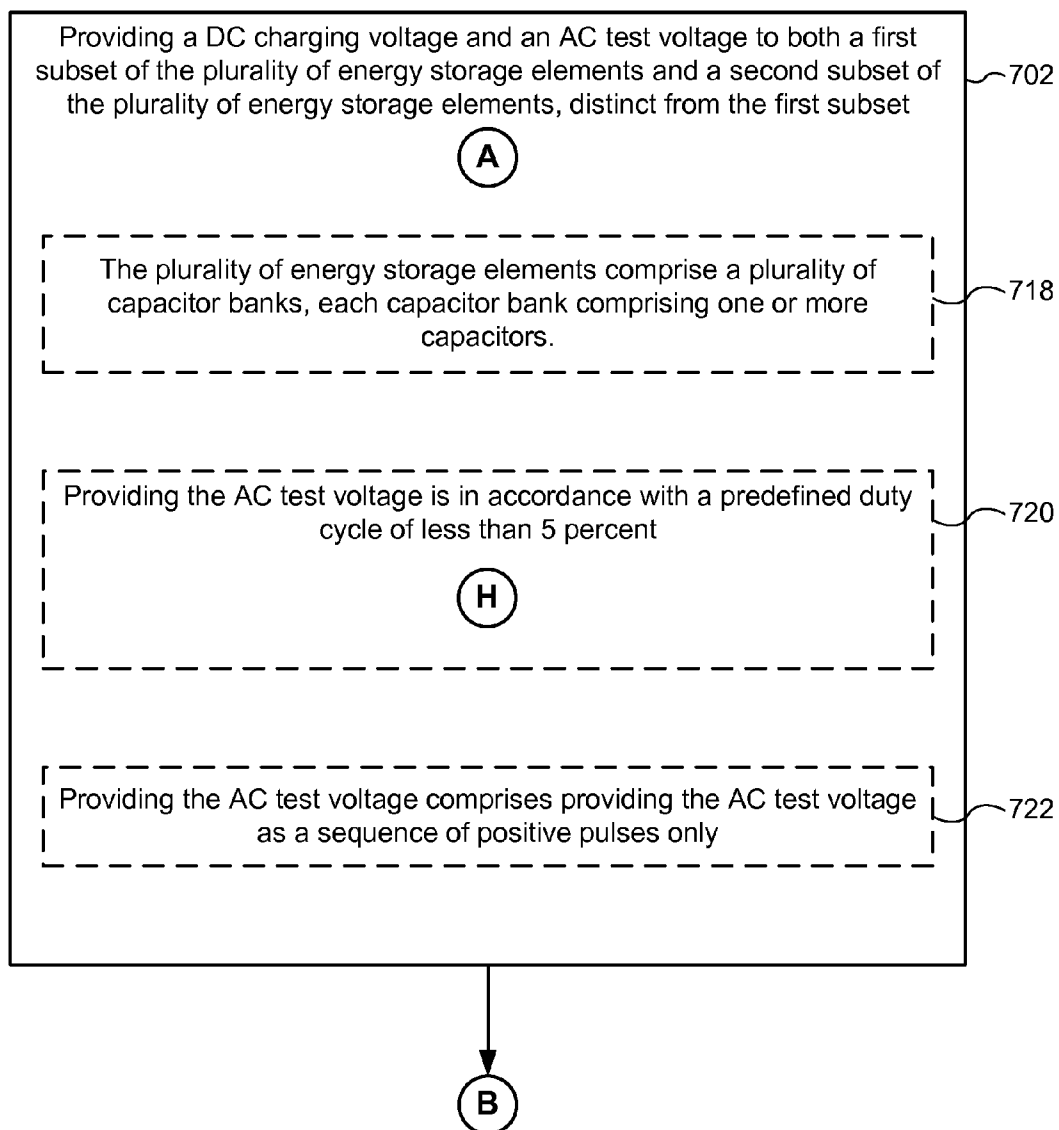 Providing a DC charging voltage and an AC test voltage to both a first
subset of the plurality of energy storage elements and a second subset of
the plurality of energy storage elements, distinct from the first subset
702
A
The plurality of energy storage elements comprise a plurality of
capacitor banks, each capacitor bank comprising one or more
capacitors.
718
Providing the AC test voltage is in accordance with a predefined duty
cycle of less than 5 percent
720
H
Providing the AC test voltage comprises providing the AC test voltage
as a sequence of positive pulses only
722
B